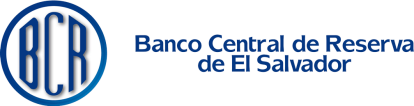 BCR
Banco Central de Reserva
de El Salvador